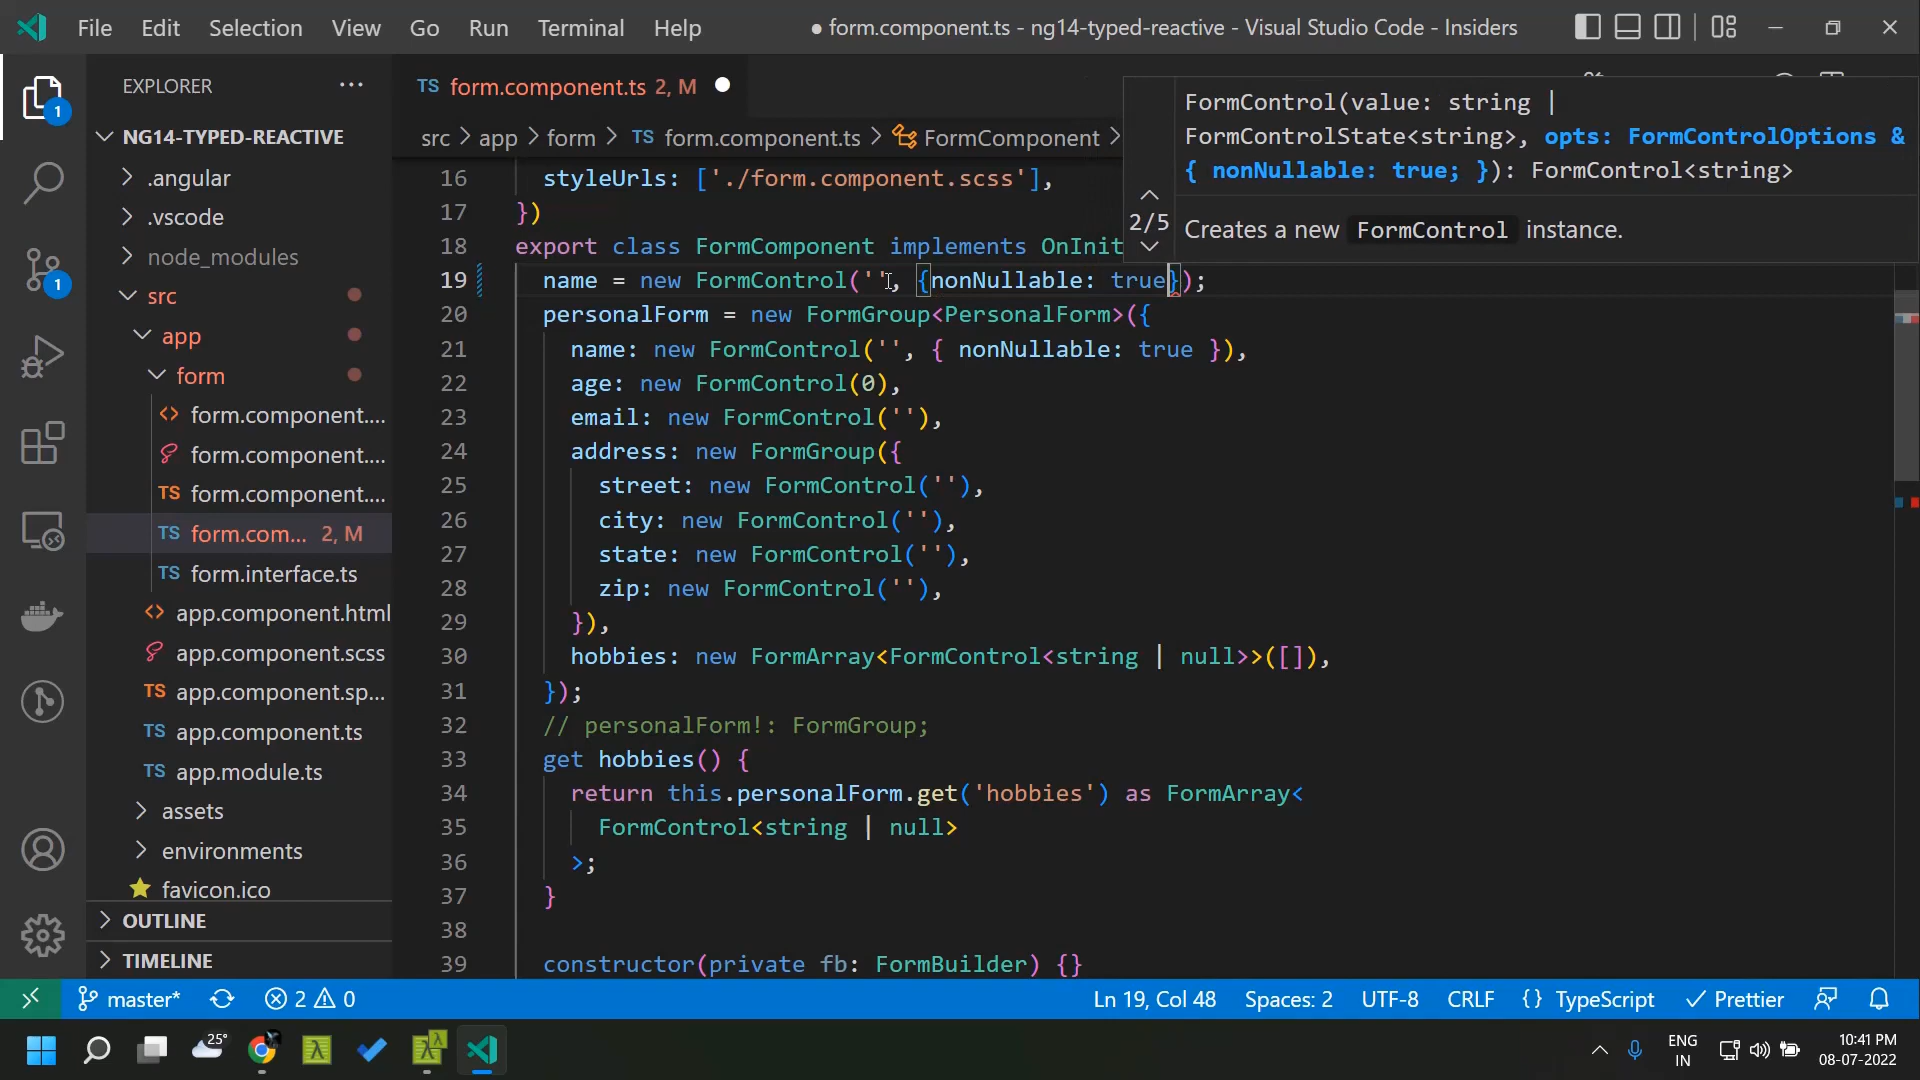 File Edit Selection View Go Run Terminal Help
● form.component.ts - ng14-typed-reactive - Visual Studio Code - Insiders
EXPLORER ...
NG14-TYPED-REACTIVE
.angular
.vscode
node_modules
src
app
form
form.component....
form.component....
TS form.component....
TS form.com... 2, M
TS form.interface.ts
app.component.html
app.component.scss
TS app.component.sp...
TS app.component.ts
TS app.module.ts
assets
environments
favicon.ico
OUTLINE
TIMELINE
1
1
TS form.component.ts 2, M
src > app > form > TS form.component.ts > FormComponent >
FormControl(value: string |
FormControlState<string>, opts: FormControlOptions &
{ nonNullable: true; }): FormControl<string>
2/5
Creates a new FormControl instance.
16 styleUrls: ['./form.component.scss'],
17 })
18 export class FormComponent implements OnInit
19 name = new FormControl('', {nonNullable: true});
20 personalForm = new FormGroup<PersonalForm>({
21 name: new FormControl('', { nonNullable: true }),
22 age: new FormControl(0),
23 email: new FormControl(''),
24 address: new FormGroup({
25 street: new FormControl(''),
26 city: new FormControl(''),
27 state: new FormControl(''),
28 zip: new FormControl(''),
29 }),
30 hobbies: new FormArray<FormControl<string | null>>([]),
31 });
32 // personalForm!: FormGroup;
33 get hobbies() {
34 return this.personalForm.get('hobbies') as FormArray<
35 FormControl<string | null>
36 >;
37 }
38
39 constructor(private fb: FormBuilder) {}
master* 2 0
Ln 19, Col 48 Spaces: 2 UTF-8 CRLF {} TypeScript Prettier
25°
ENG
IN
10:41 PM
08-07-2022